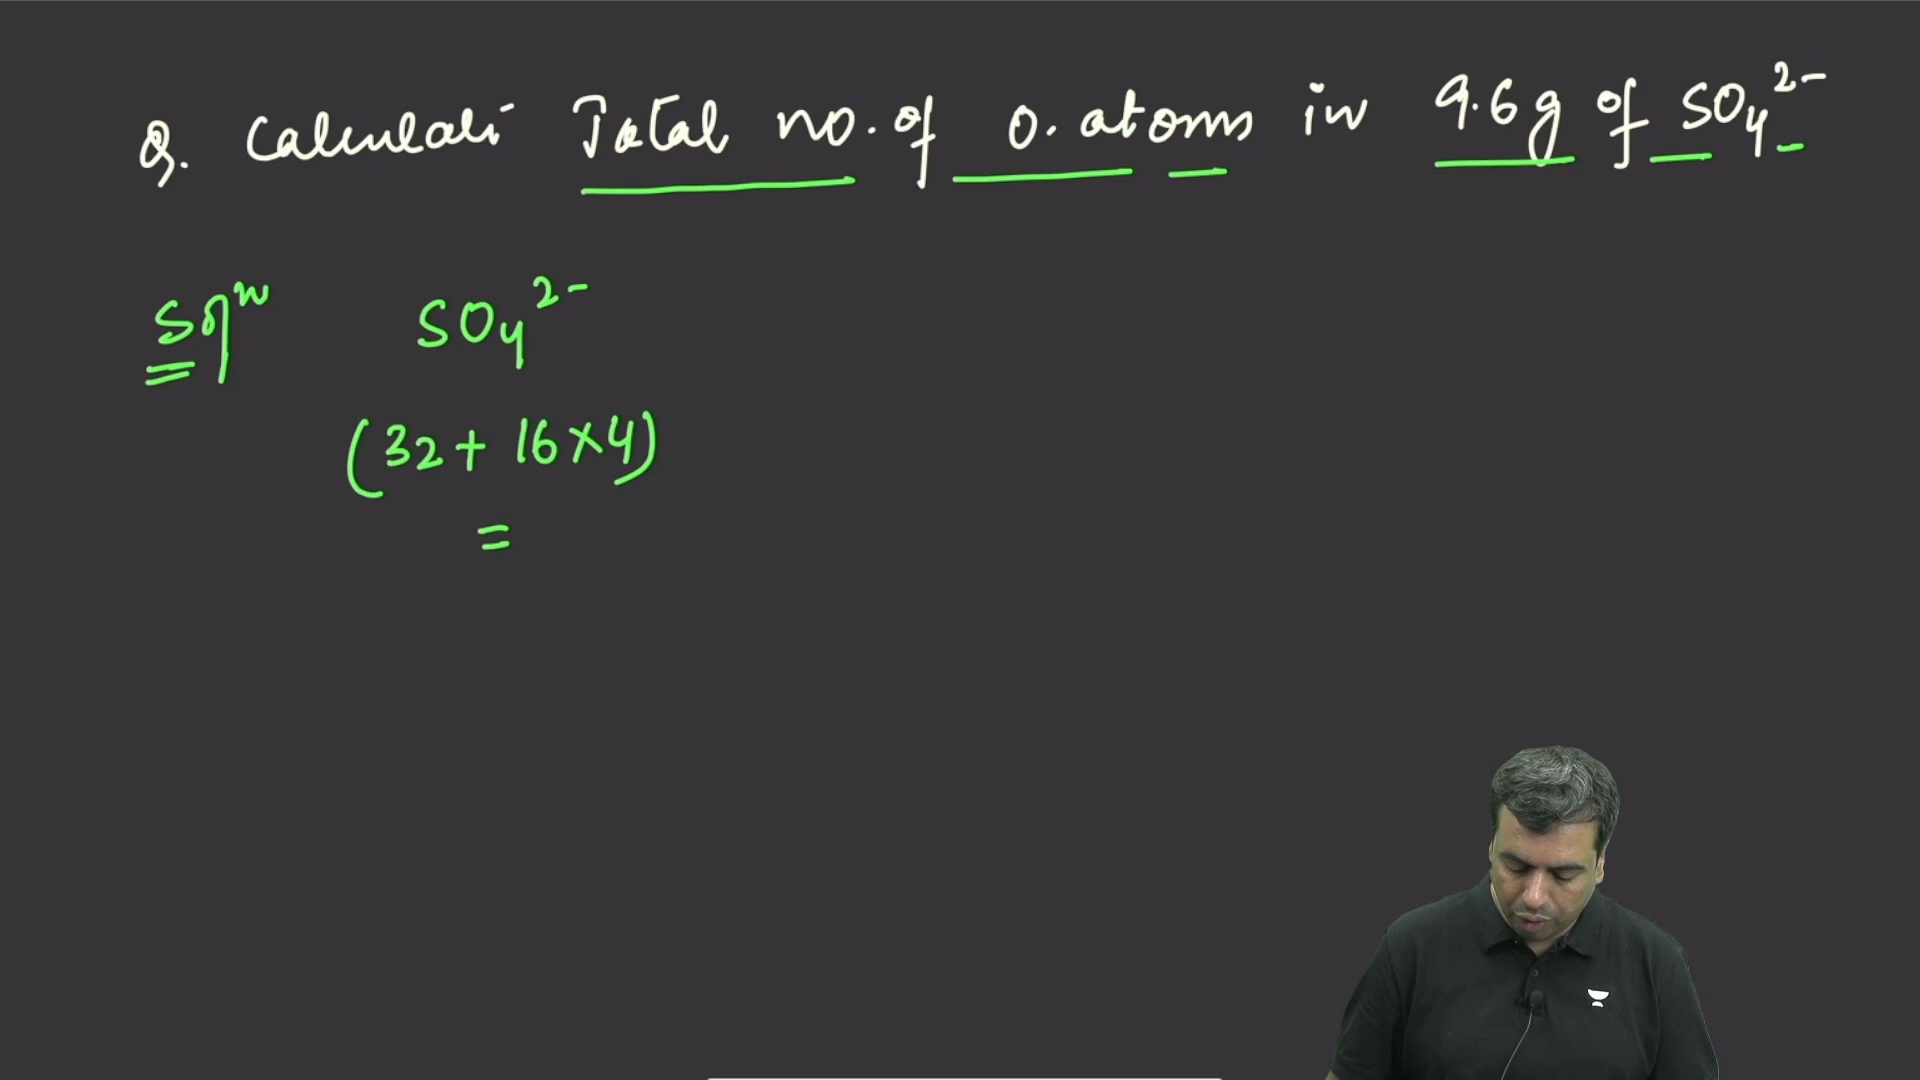 Q. Calculate Total no. of O. atoms in 9.6g of SO₄²⁻
Solⁿ SO₄²⁻
(32 + 16×4)
=